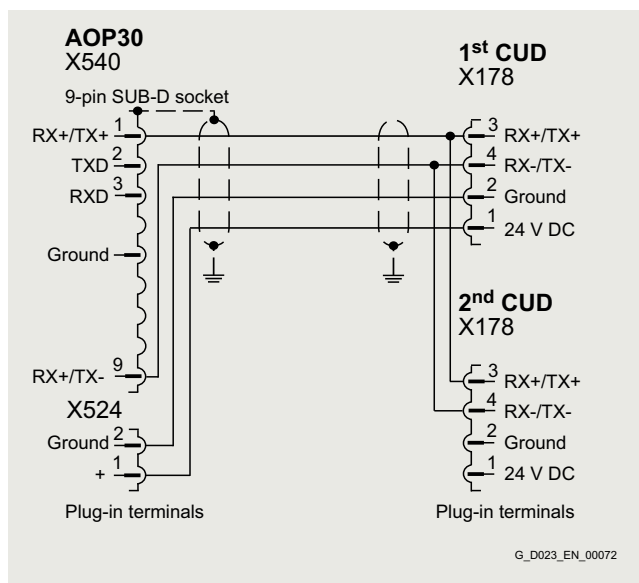 AOP30
X540
9-pin SUB-D socket
RX+/TX+ 1
TXD 2
RXD 3
Ground
RX+/TX- 9
X524
Ground 2
+ 1
Plug-in terminals
1st CUD
X178
3 RX+/TX+
4 RX-/TX-
2 Ground
1 24 V DC
2nd CUD
X178
3 RX+/TX+
4 RX-/TX-
2 Ground
1 24 V DC
Plug-in terminals
G_D023_EN_00072